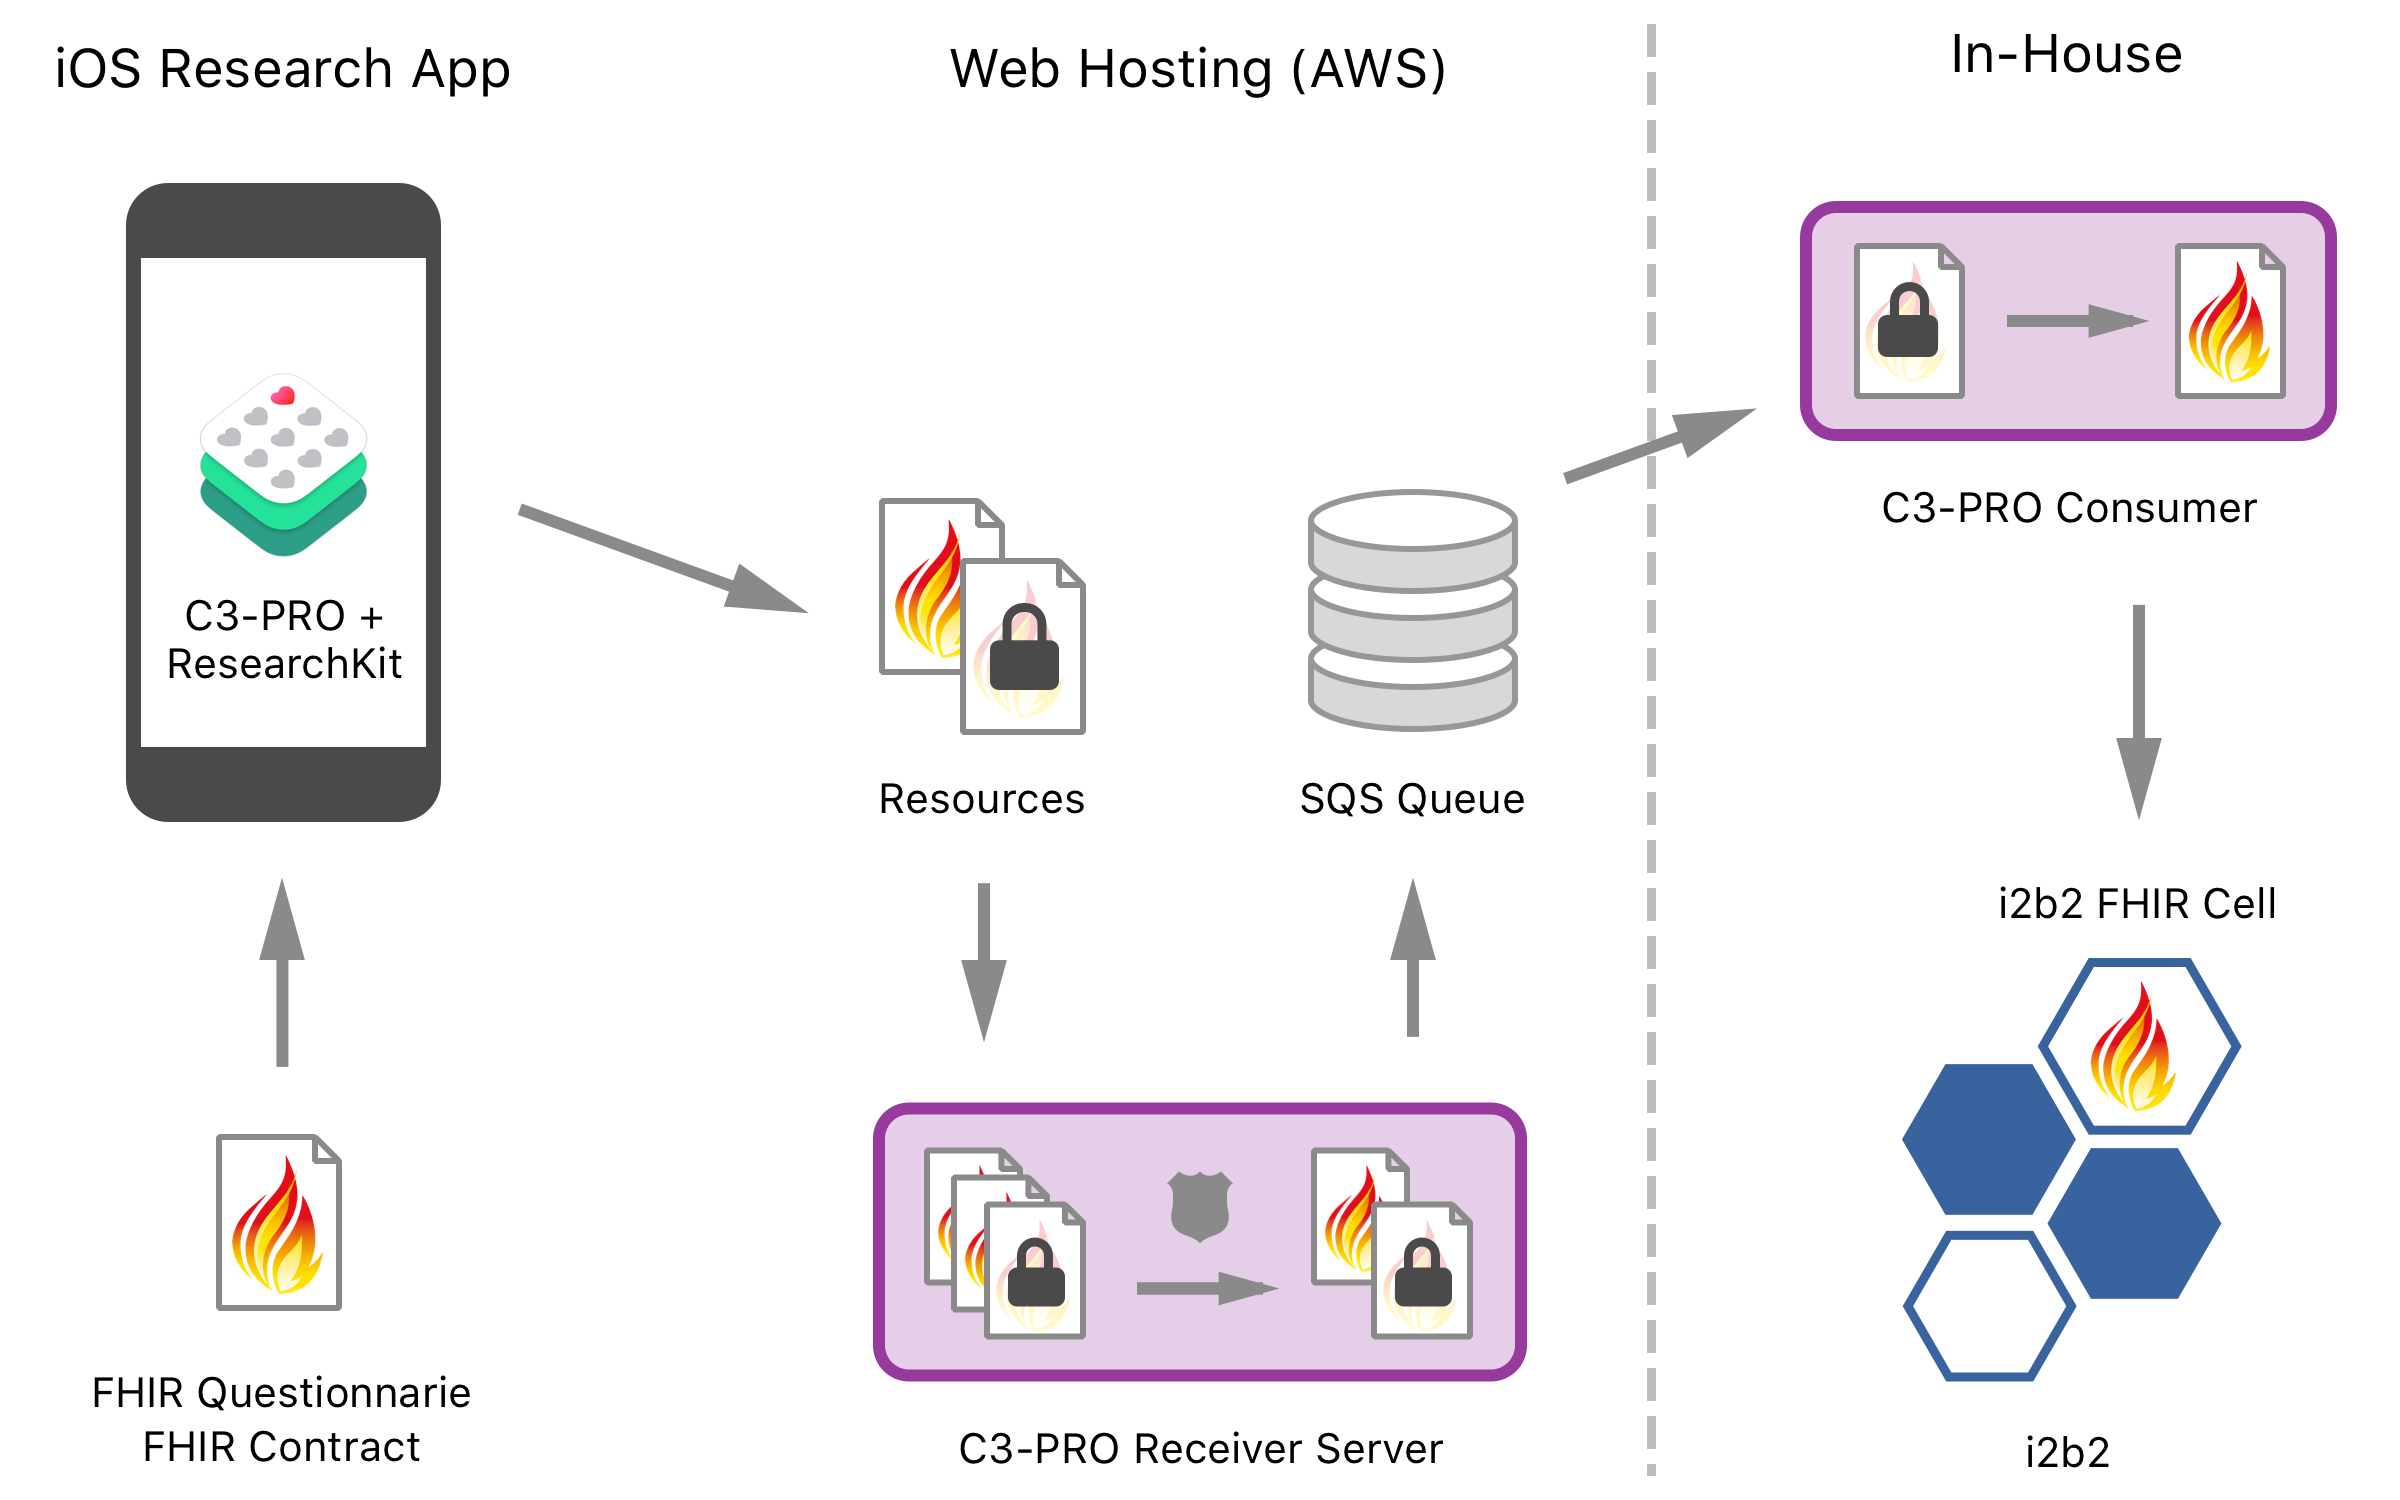 iOS Research App
Web Hosting (AWS)
In-House
C3-PRO +
ResearchKit
FHIR Questionnarie
FHIR Contract
Resources
SQS Queue
C3-PRO Receiver Server
C3-PRO Consumer
i2b2 FHIR Cell
i2b2